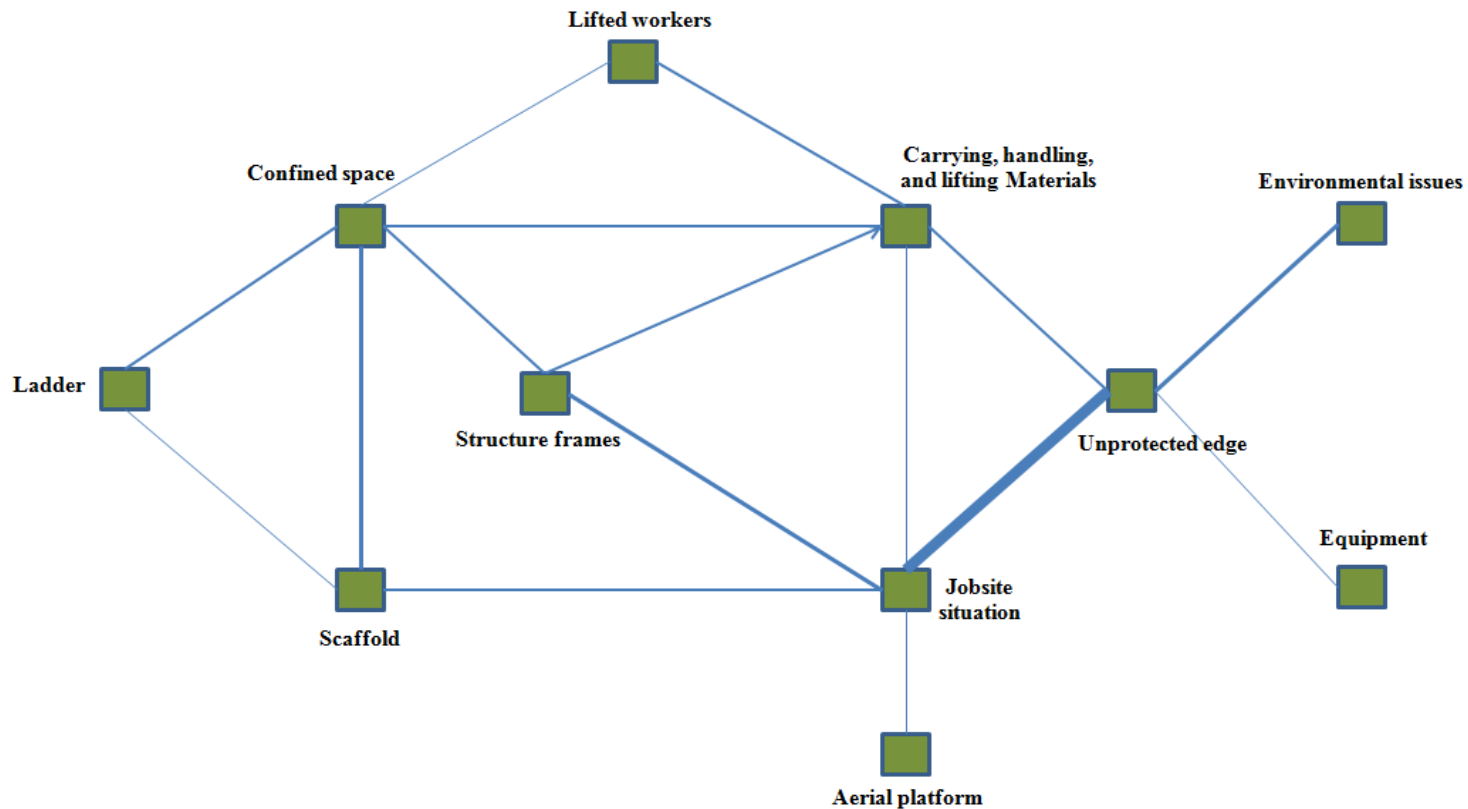 Lifted workers
Confined space
Carrying, handling,
and lifting Materials
Environmental issues
Ladder
Structure frames
Unprotected edge
Equipment
Scaffold
Jobsite
situation
Aerial platform